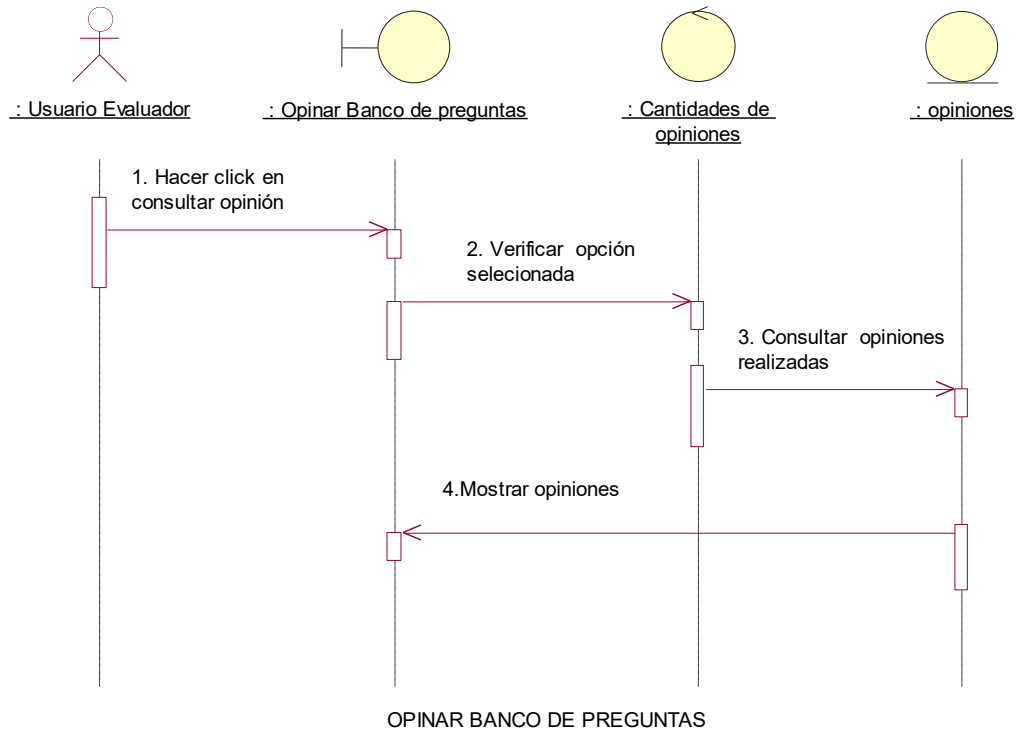 : Usuario Evaluador
: Opinar Banco de preguntas
: Cantidades de
opiniones
: opiniones
1. Hacer click en
consultar opinión
2. Verificar opción
selecionada
3. Consultar opiniones
realizadas
4.Mostrar opiniones
OPINAR BANCO DE PREGUNTAS